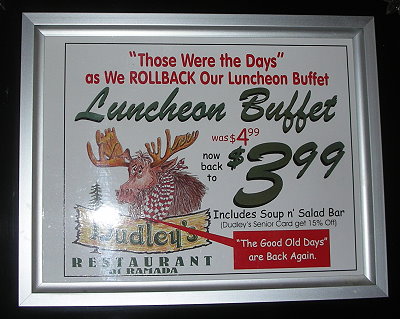 "Those Were the Days"
as We ROLLBACK Our Luncheon Buffet
Luncheon Buffet
was $4.99
now
back
to
$3.99
Includes Soup n' Salad Bar
(Dudley's Senior Card get 15% Off)
Dudley's
RESTAURANT
AT RAMADA
"The Good Old Days"
are Back Again.